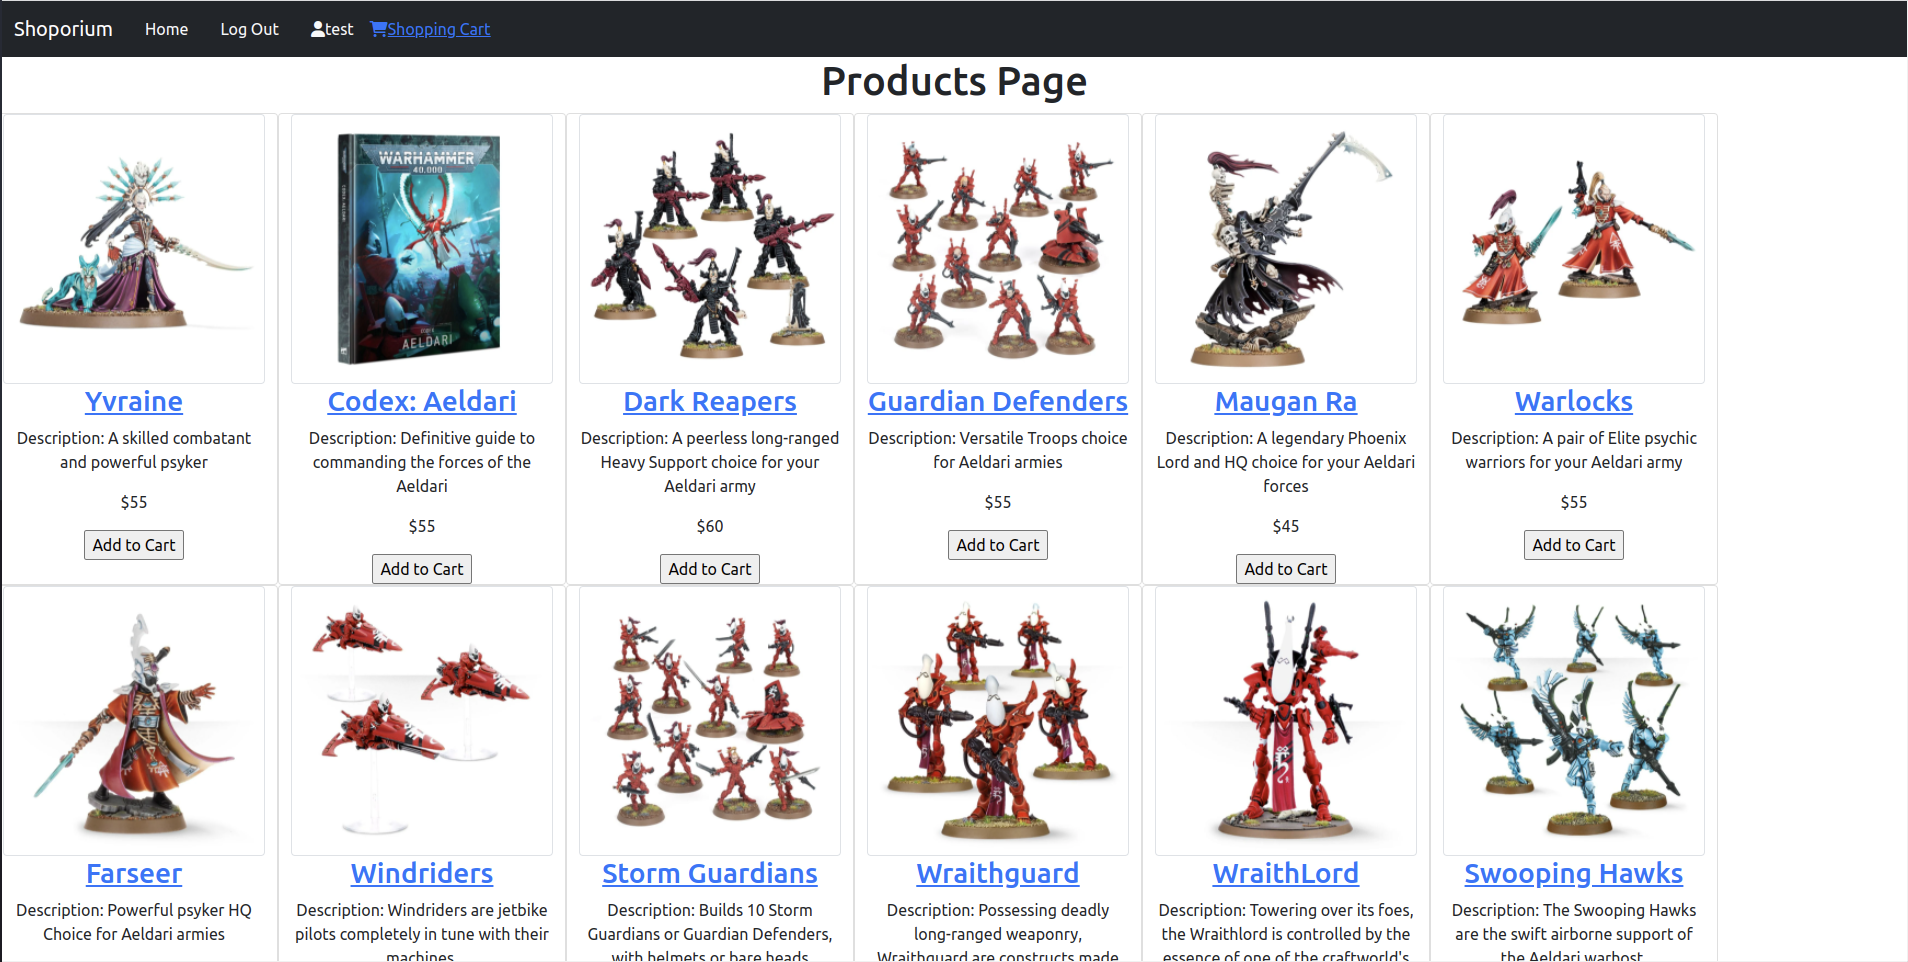 Shoporium Home Log Out test Shopping Cart
Products Page
WARHAMMER
40,000
CODEX
AELDARI
Yvraine
Description: A skilled combatant
and powerful psyker
$55
Add to Cart
Codex: Aeldari
Description: Definitive guide to
commanding the forces of the
Aeldari
$55
Add to Cart
Dark Reapers
Description: A peerless long-ranged
Heavy Support choice for your
Aeldari army
$60
Add to Cart
Guardian Defenders
Description: Versatile Troops choice
for Aeldari armies
$55
Add to Cart
Maugan Ra
Description: A legendary Phoenix
Lord and HQ choice for your Aeldari
forces
$45
Add to Cart
Warlocks
Description: A pair of Elite psychic
warriors for your Aeldari army
$55
Add to Cart
Farseer
Description: Powerful psyker HQ
Choice for Aeldari armies
Windriders
Description: Windriders are jetbike
pilots completely in tune with their
machines
Storm Guardians
Description: Builds 10 Storm
Guardians or Guardian Defenders,
with helmets or bare heads
Wraithguard
Description: Possessing deadly
long-ranged weaponry,
Wraithguard are constructs made
WraithLord
Description: Towering over its foes,
the Wraithlord is controlled by the
essence of one of the craftworld's
Swooping Hawks
Description: The Swooping Hawks
are the swift airborne support of
the Aeldari warhost